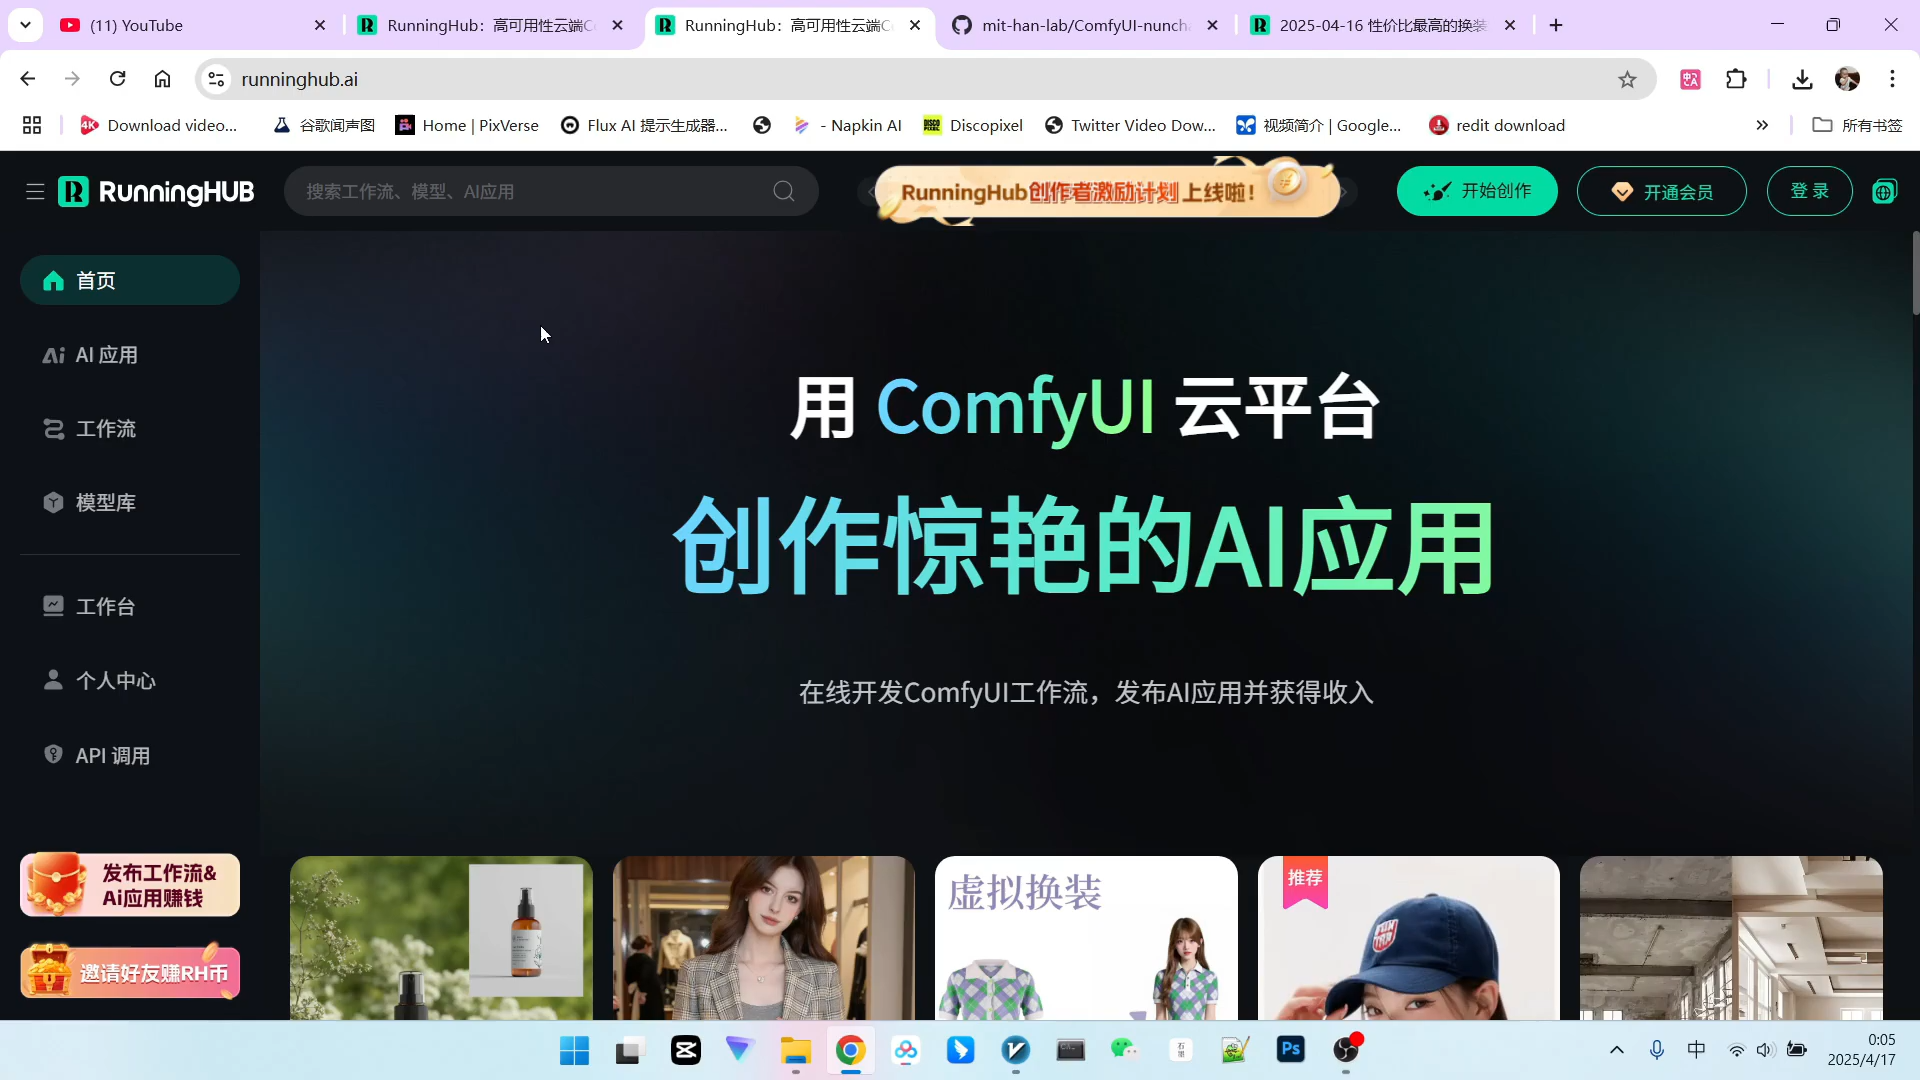 (11) YouTube
RunningHub：高可用性云端C
RunningHub：高可用性云端C
mit-han-lab/ComfyUI-nunch
2025-04-16 性价比最高的换装
runninghub.ai
Download video...
谷歌闻声图
Home | PixVerse
Flux AI 提示生成器...
- Napkin AI
Discopixel
Twitter Video Dow...
视频简介 | Google...
redit download
所有书签
RunningHUB
搜索工作流、模型、AI应用
RunningHub创作者激励计划 上线啦!
开始创作
开通会员
登 录
首页
AI 应用
工作流
模型库
工作台
个人中心
API 调用
发布工作流&
Ai应用赚钱
邀请好友赚RH币
用 ComfyUI 云平台
创作惊艳的AI应用
在线开发ComfyUI工作流，发布AI应用并获得收入
虚拟换装
推荐
中
0:05
2025/4/17